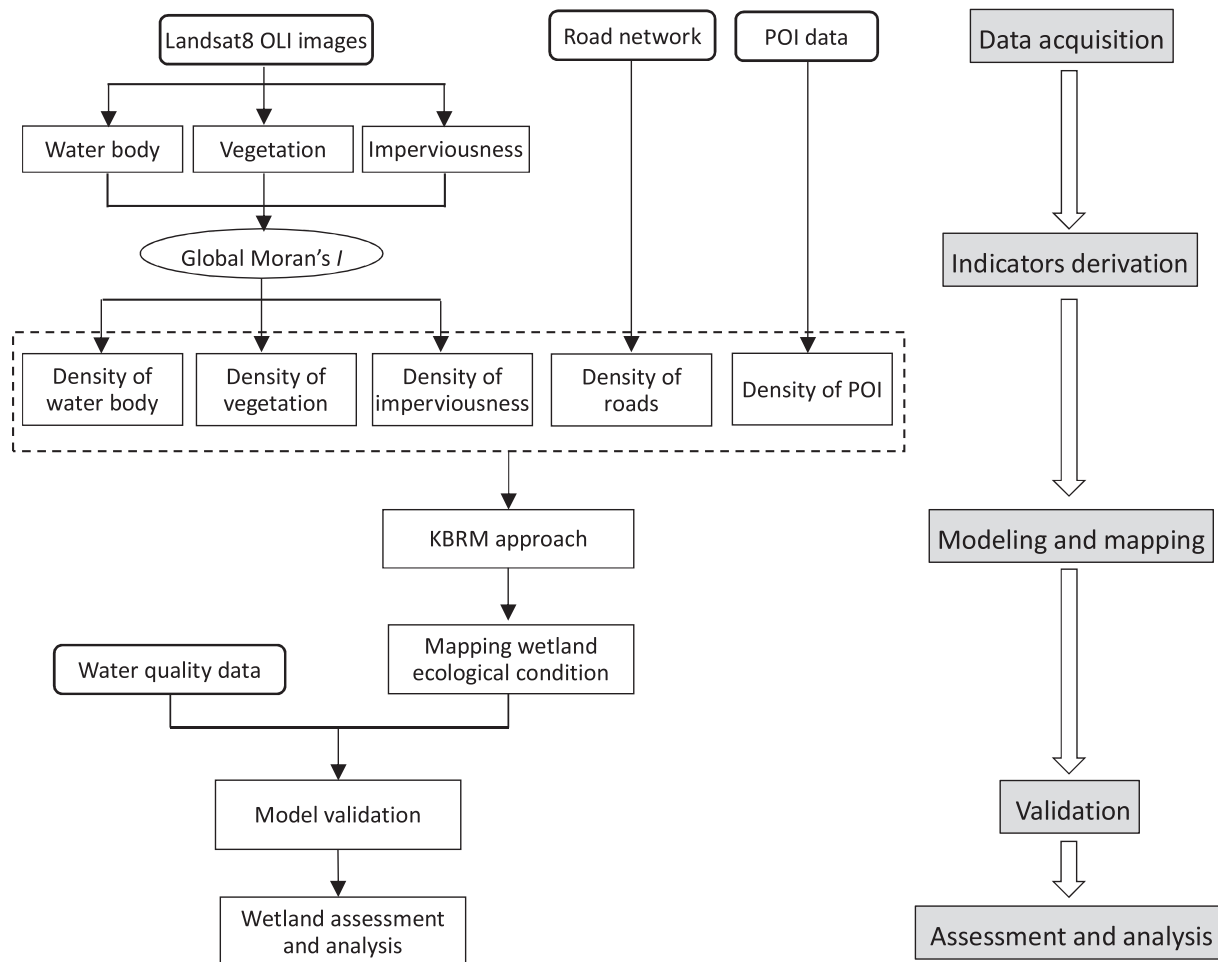 Landsat8 OLI images
Road network
POI data
Data acquisition
Water body
Vegetation
Imperviousness
Global Moran's I
Indicators derivation
Density of
water body
Density of
vegetation
Density of
imperviousness
Density of
roads
Density of POI
KBRM approach
Modeling and mapping
Mapping wetland
ecological condition
Water quality data
Model validation
Validation
Wetland assessment
and analysis
Assessment and analysis